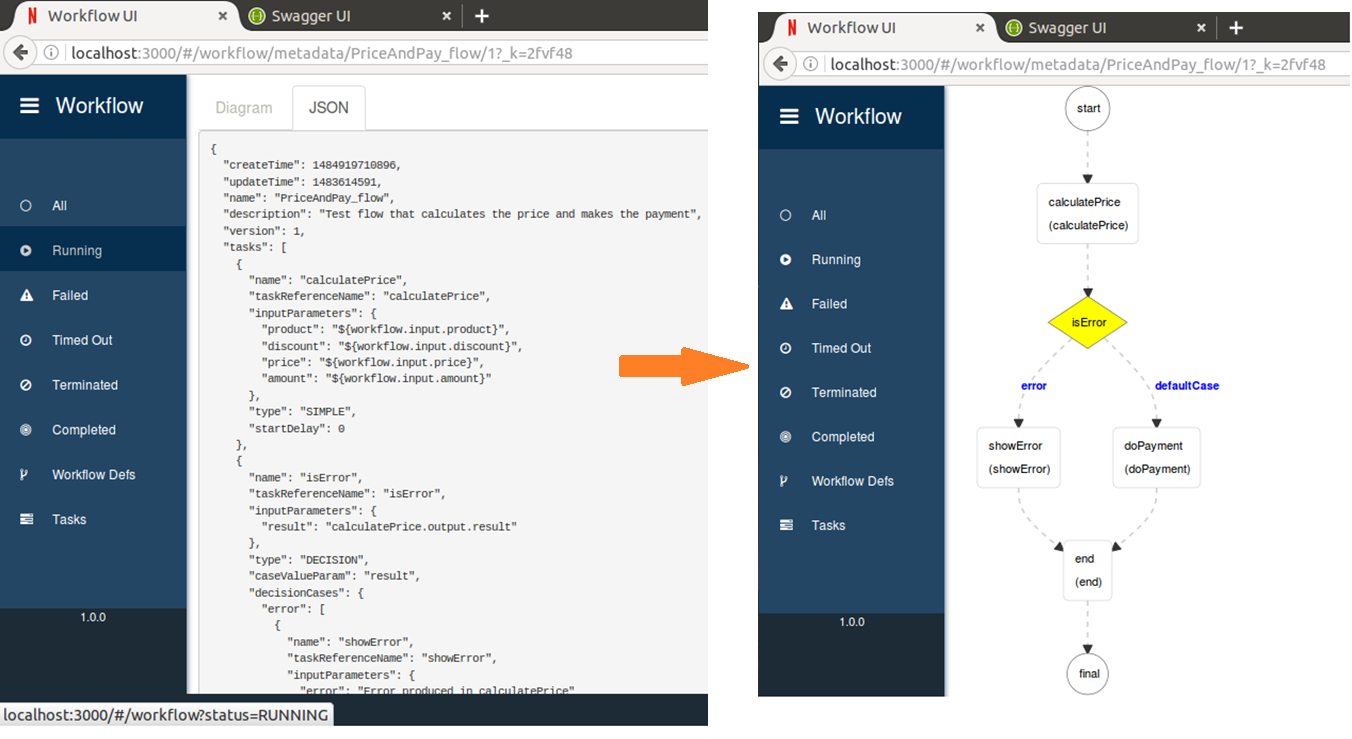 Workflow UI
Swagger UI
localhost:3000/#/workflow/metadata/PriceAndPay_flow/1?_k=2fvf48
Workflow
All
Running
Failed
Timed Out
Terminated
Completed
Workflow Defs
Tasks
1.0.0
Diagram
JSON
{
"createTime": 1484919710896,
"updateTime": 1483614591,
"name": "PriceAndPay_flow",
"description": "Test flow that calculates the price and makes the payment",
"version": 1,
"tasks": [
{
"name": "calculatePrice",
"taskReferenceName": "calculatePrice",
"inputParameters": {
"product": "${workflow.input.product}",
"discount": "${workflow.input.discount}",
"price": "${workflow.input.price}",
"amount": "${workflow.input.amount}"
},
"type": "SIMPLE",
"startDelay": 0
},
{
"name": "isError",
"taskReferenceName": "isError",
"inputParameters": {
"result": "calculatePrice.output.result"
},
"type": "DECISION",
"caseValueParam": "result",
"decisionCases": {
"error": [
{
"name": "showError",
"taskReferenceName": "showError",
"inputParameters": {
"error": "Error produced in calculatePrice"
localhost:3000/#/workflow?status=RUNNING
Workflow UI
Swagger UI
localhost:3000/#/workflow/metadata/PriceAndPay_flow/1?_k=2fvf48
Workflow
All
Running
Failed
Timed Out
Terminated
Completed
Workflow Defs
Tasks
1.0.0
start
calculatePrice
(calculatePrice)
isError
error
defaultCase
showError
(showError)
doPayment
(doPayment)
end
(end)
final